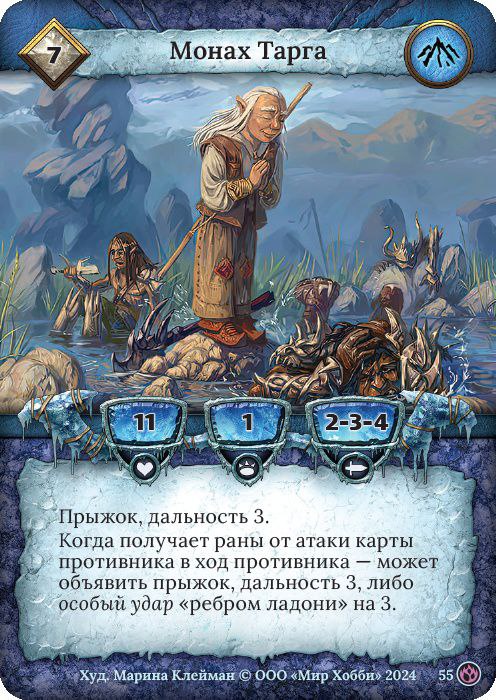 7
Монах Тарга
11
1
2-3-4
Прыжок, дальность 3.
Когда получает раны от атаки карты
противника в ход противника — может
объявить прыжок, дальность 3, либо
особый удар «ребром ладони» на 3.
Худ. Марина Клейман © ООО «Мир Хобби» 2024
55